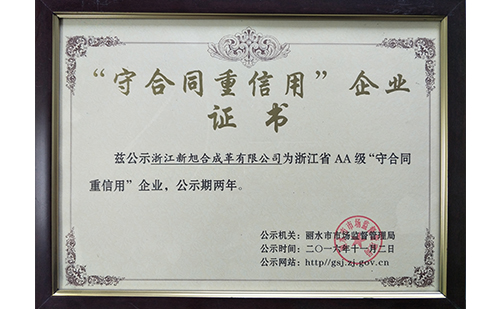 “守合同重信用”企业
证书
兹公示浙江新旭合成革有限公司为浙江省AA级“守合同
重信用”企业，公示期两年。
公示机关：丽水市市场监督管理局
公示时间：二〇一六年十一月二日
公示网站：http//gsj.zj.gov.cn